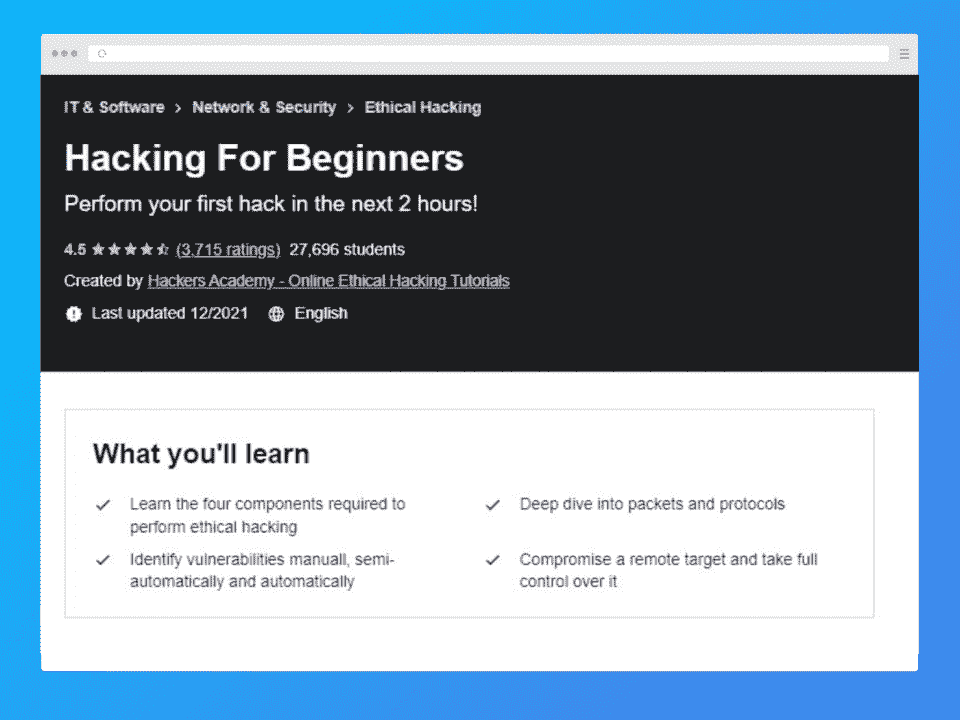 IT & Software > Network & Security > Ethical Hacking
Hacking For Beginners
Perform your first hack in the next 2 hours!
4.5 (3,715 ratings) 27,696 students
Created by Hackers Academy - Online Ethical Hacking Tutorials
Last updated 12/2021 English
What you'll learn
Learn the four components required to
perform ethical hacking
Deep dive into packets and protocols
Identify vulnerabilities manuall, semi-
automatically and automatically
Compromise a remote target and take full
control over it